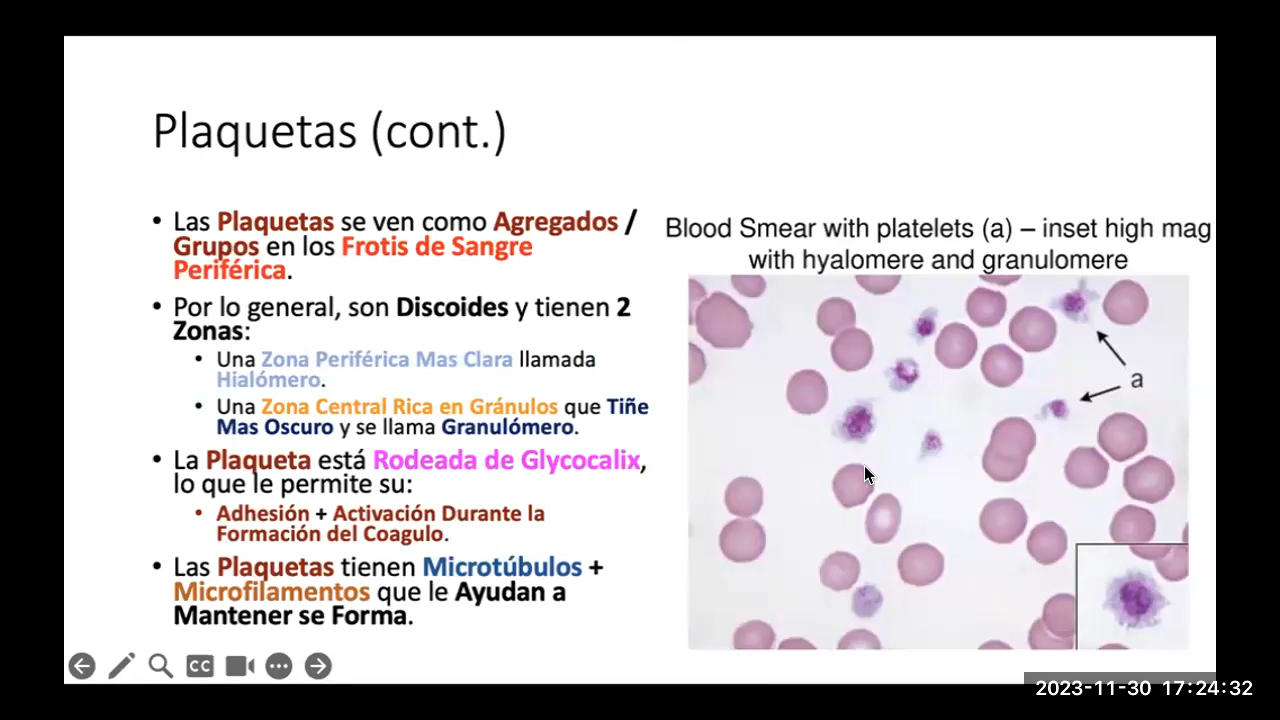 Plaquetas (cont.)
• Las Plaquetas se ven como Agregados /
Grupos en los Frotis de Sangre
Periférica.
• Por lo general, son Discoides y tienen 2
Zonas:
• Una Zona Periférica Mas Clara llamada
Hialómero.
• Una Zona Central Rica en Gránulos que Tiñe
Mas Oscuro y se llama Granulómero.
• La Plaqueta está Rodeada de Glycocalix,
lo que le permite su:
• Adhesión + Activación Durante la
Formación del Coagulo.
• Las Plaquetas tienen Microtúbulos +
Microfilamentos que le Ayudan a
Mantener se Forma.
Blood Smear with platelets (a) – inset high mag
with hyalomere and granulomere
a
CC
2023-11-30 17:24:32